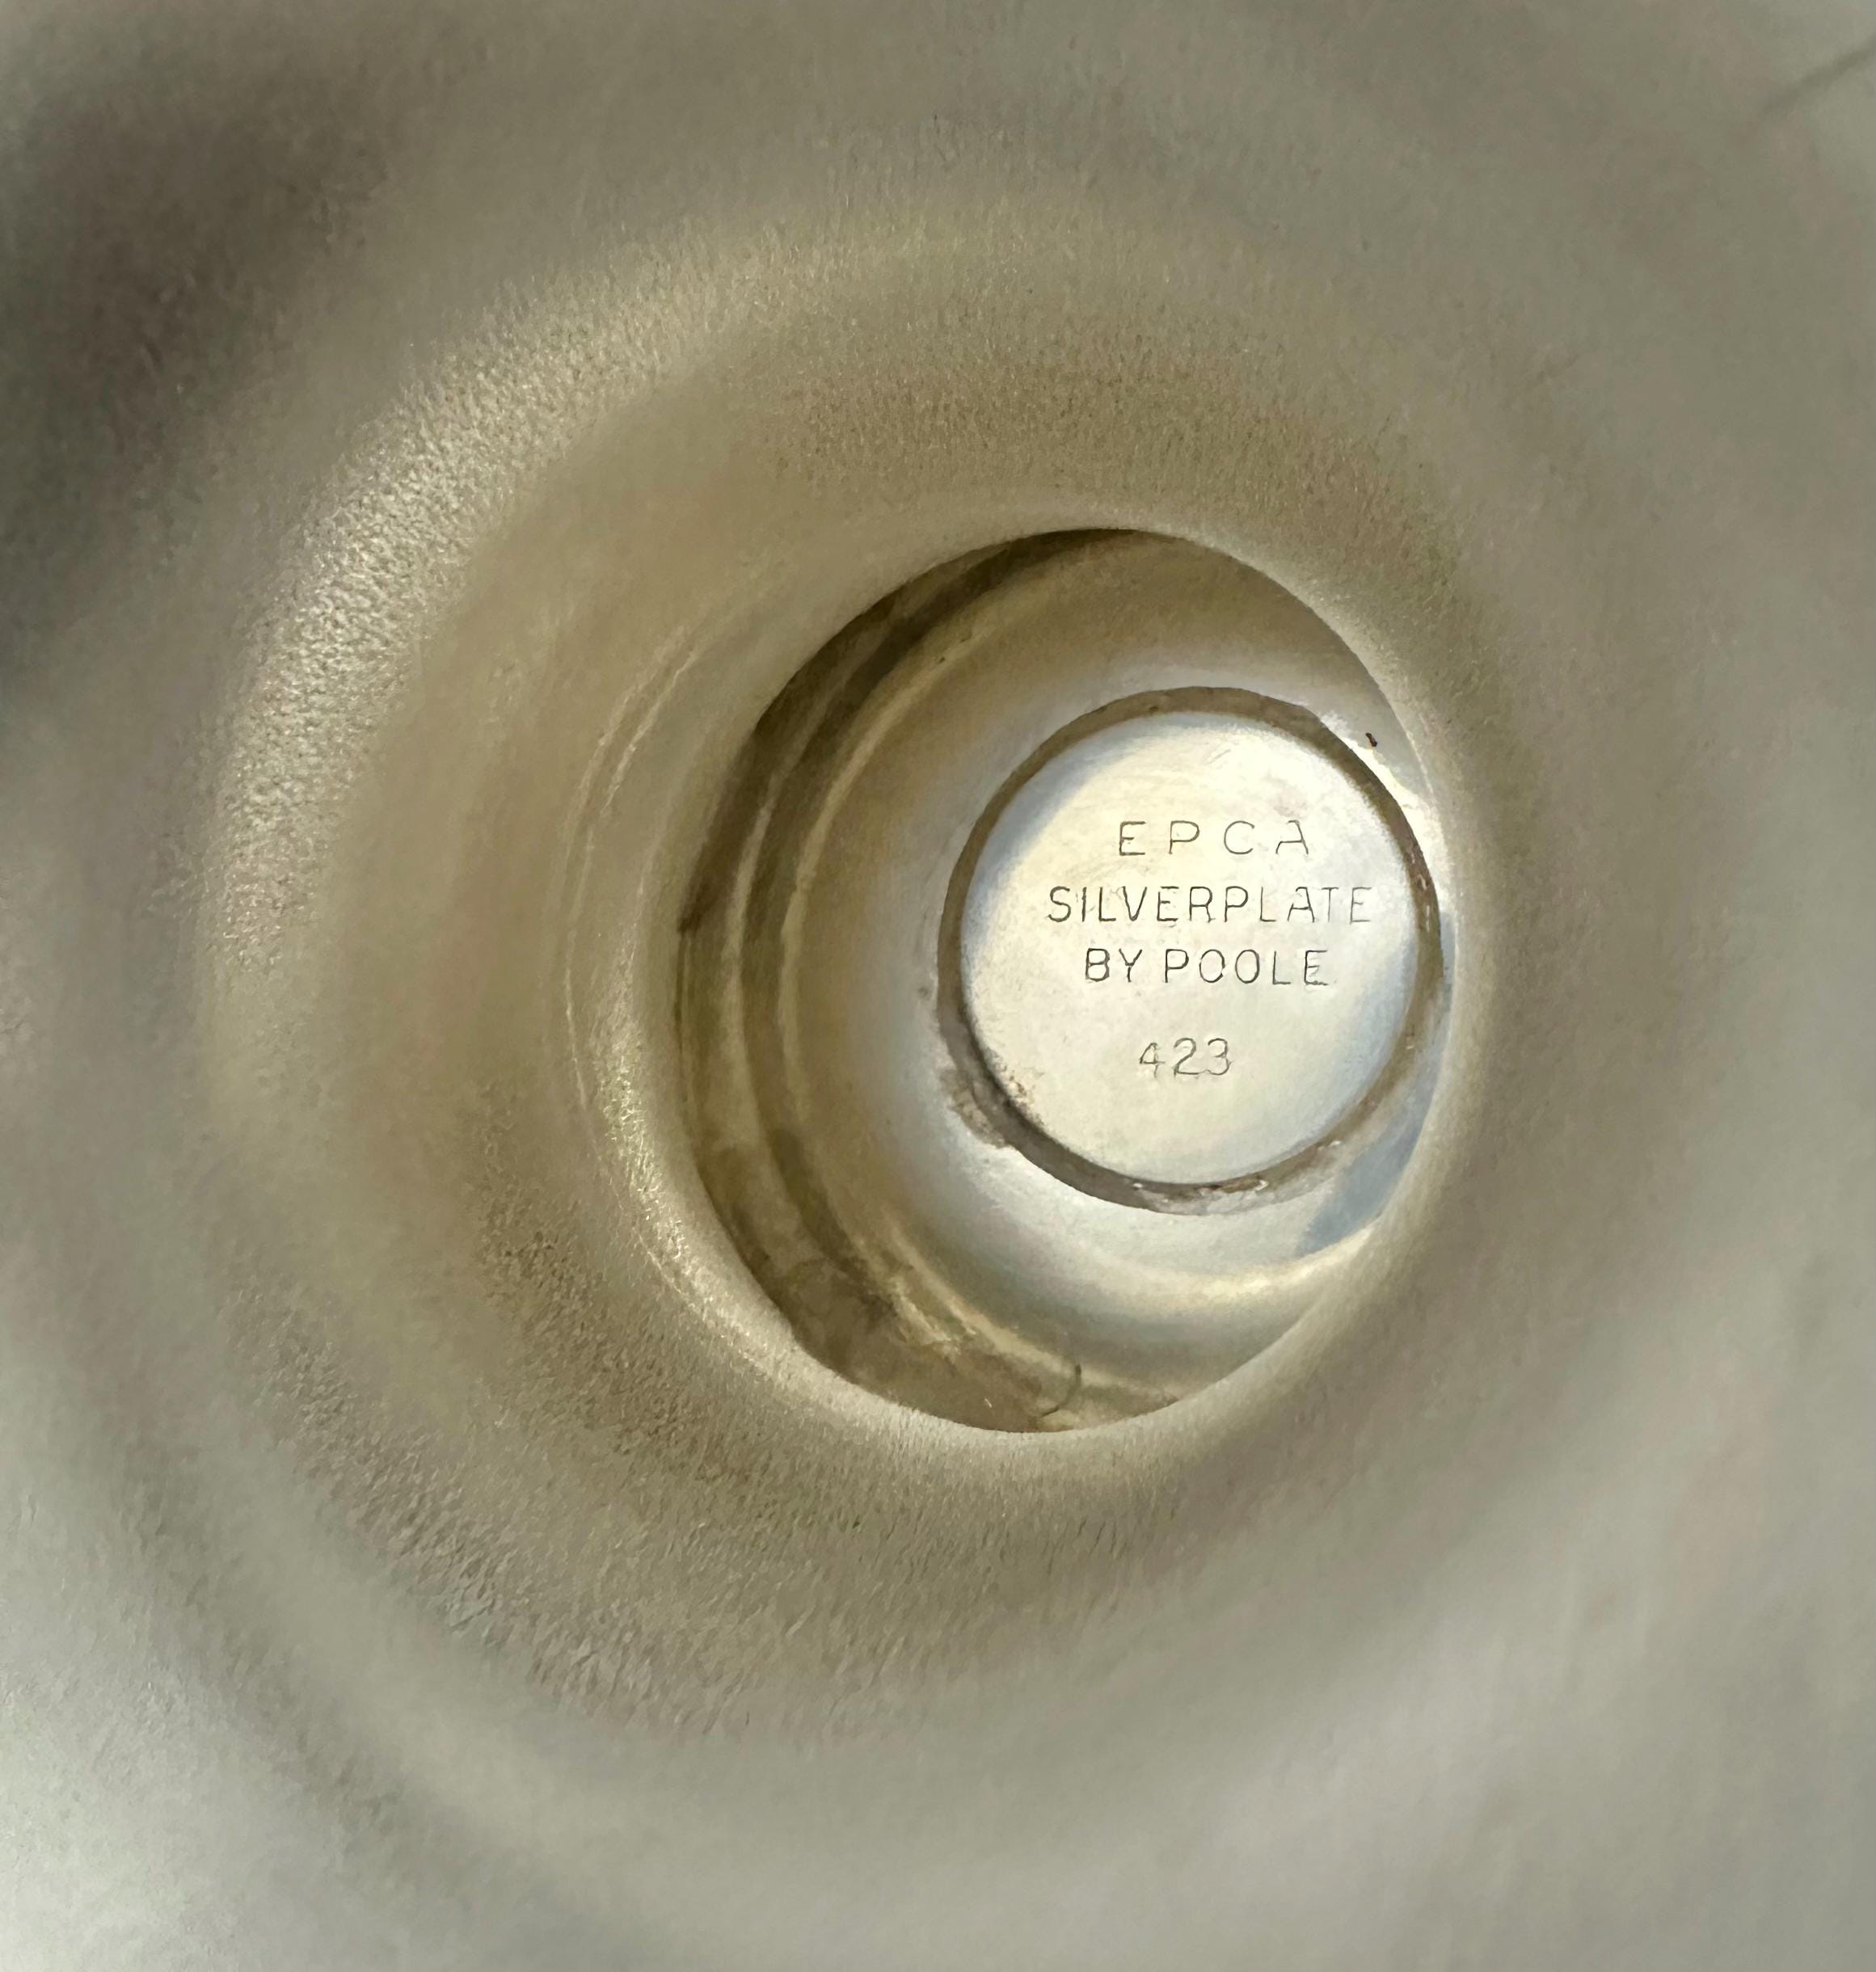 EPCA
SILVERPLATE
BY POOLE
423